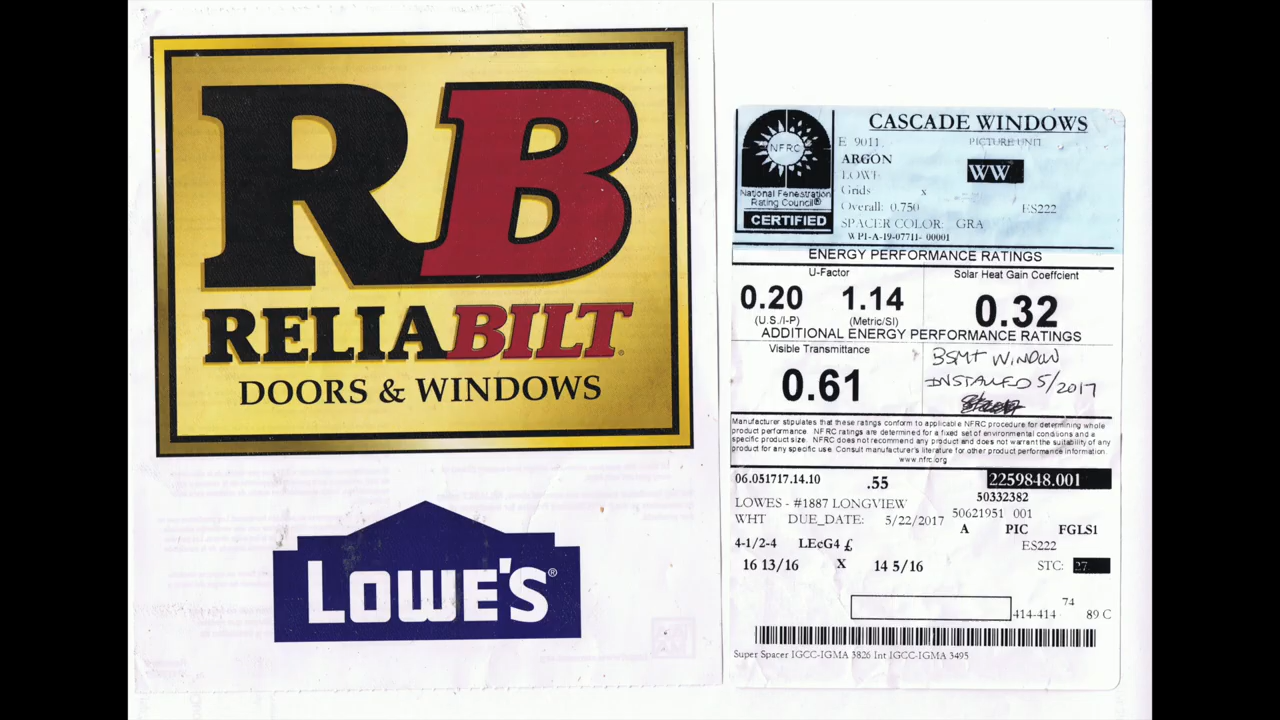 RB
RELIABILT®
DOORS & WINDOWS
LOWE'S®
CASCADE WINDOWS
NFRC
National Fenestration
Rating Council®
CERTIFIED
E 9011. PICTURE UNIT
ARGON WW
LOWE
Grids x
Overall: 0.750 ES222
SPACER COLOR: GRA
WPI-A-19-07711- 00001
ENERGY PERFORMANCE RATINGS
U-Factor Solar Heat Gain Coeffcient
0.20 1.14 0.32
(U.S./I-P) (Metric/SI)
ADDITIONAL ENERGY PERFORMANCE RATINGS
Visible Transmittance
0.61
BSMT WINDOW
INSTALLED 5/2017
Manufacturer stipulates that these ratings conform to applicable NFRC procedure for determining whole
product performance. NFRC ratings are determined for a fixed set of environmental conditions and a
specific product size. NFRC does not recommend any product and does not warrant the suitability of any
product for any specific use. Consult manufacturer's literature for other product performance information.
www.nfrc.org
06.051717.14.10 .55 2259848.001
50332382
LOWES - #1887 LONGVIEW 50621951 001
WHT DUE_DATE: 5/22/2017 A PIC FGLS1
4-1/2-4 LEcG4 £ ES222
16 13/16 X 14 5/16 STC: 27
74
414-414 89 C
Super Spacer IGCC-IGMA 3826 Int IGCC-IGMA 3495